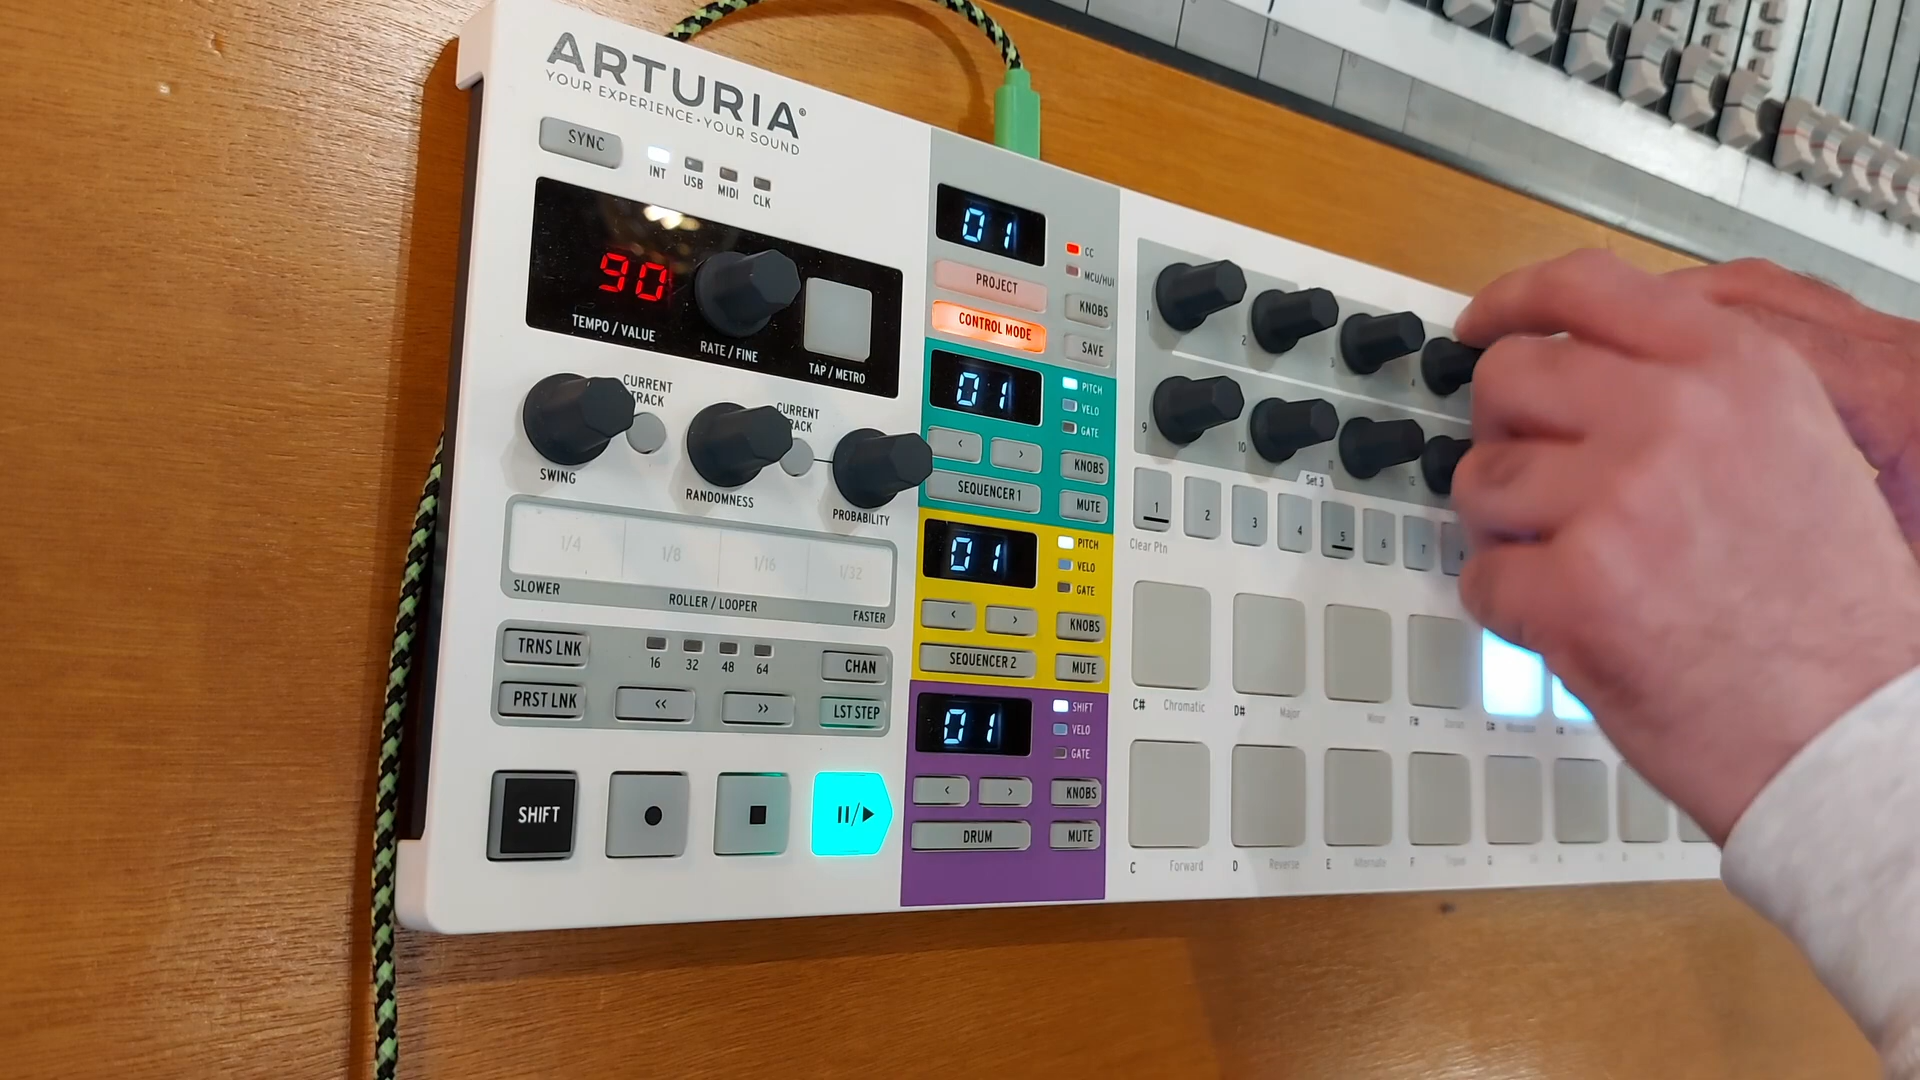 ARTURIA®
YOUR EXPERIENCE•YOUR SOUND
SYNC
INT
USB
MIDI
CLK
90
TEMPO / VALUE
RATE / FINE
TAP / METRO
CURRENT
TRACK
CURRENT
SWING
RANDOMNESS
PROBABILITY
1/4
1/8
1/16
1/32
SLOWER
ROLLER / LOOPER
FASTER
TRNS LNK
16
32
48
64
CHAN
PRST LNK
<<
>>
LST STEP
SHIFT
01
CC
MCU/HUI
PROJECT
KNOBS
CONTROL MODE
SAVE
01
PITCH
VELO
GATE
<
>
KNOBS
SEQUENCER 1
MUTE
01
PITCH
VELO
GATE
<
>
KNOBS
SEQUENCER 2
MUTE
01
SHIFT
VELO
GATE
<
>
KNOBS
DRUM
MUTE
1
2
3
4
9
10
11
12
Set 3
1
2
3
4
5
6
7
8
Clear Ptn
C# Chromatic
D# Major
Minor
F#
G#
C Forward
D Reverse
E Alternate
F
G